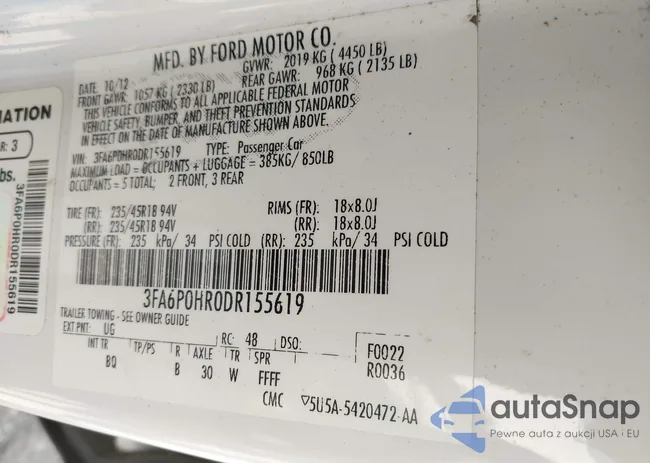 MFD. BY FORD MOTOR CO.
DATE: 10/12 GVWR: 2019 KG ( 4450 LB)
FRONT GAWR: 1057 KG ( 2330 LB) REAR GAWR: 968 KG ( 2135 LB)
THIS VEHICLE CONFORMS TO ALL APPLICABLE FEDERAL MOTOR
VEHICLE SAFETY, BUMPER, AND THEFT PREVENTION STANDARDS
IN EFFECT ON THE DATE OF MANUFACTURE SHOWN ABOVE.
VIN: 3FA6P0HR0DR155619 TYPE: Passenger Car
MAXIMUM LOAD = OCCUPANTS + LUGGAGE = 385KG/ 850LB
OCCUPANTS = 5 TOTAL; 2 FRONT, 3 REAR
TIRE (FR): 235/45R18 94V RIMS (FR): 18x8.0J
(RR): 235/45R18 94V (RR): 18x8.0J
PRESSURE (FR): 235 kPa/ 34 PSI COLD (RR): 235 kPa/ 34 PSI COLD
3FA6P0HR0DR155619
TRAILER TOWING - SEE OWNER GUIDE
EXT PNT: UG RC: 48 DSO: F0022
INT TR TP/PS R AXLE TR SPR R0036
BQ B 30 W FFFF
CMC ▽5U5A-5420472-AA
MATION
R: 3
bs.
3FA6P0HR0DR155619
autaSnap
Pewne auta z aukcji USA i EU